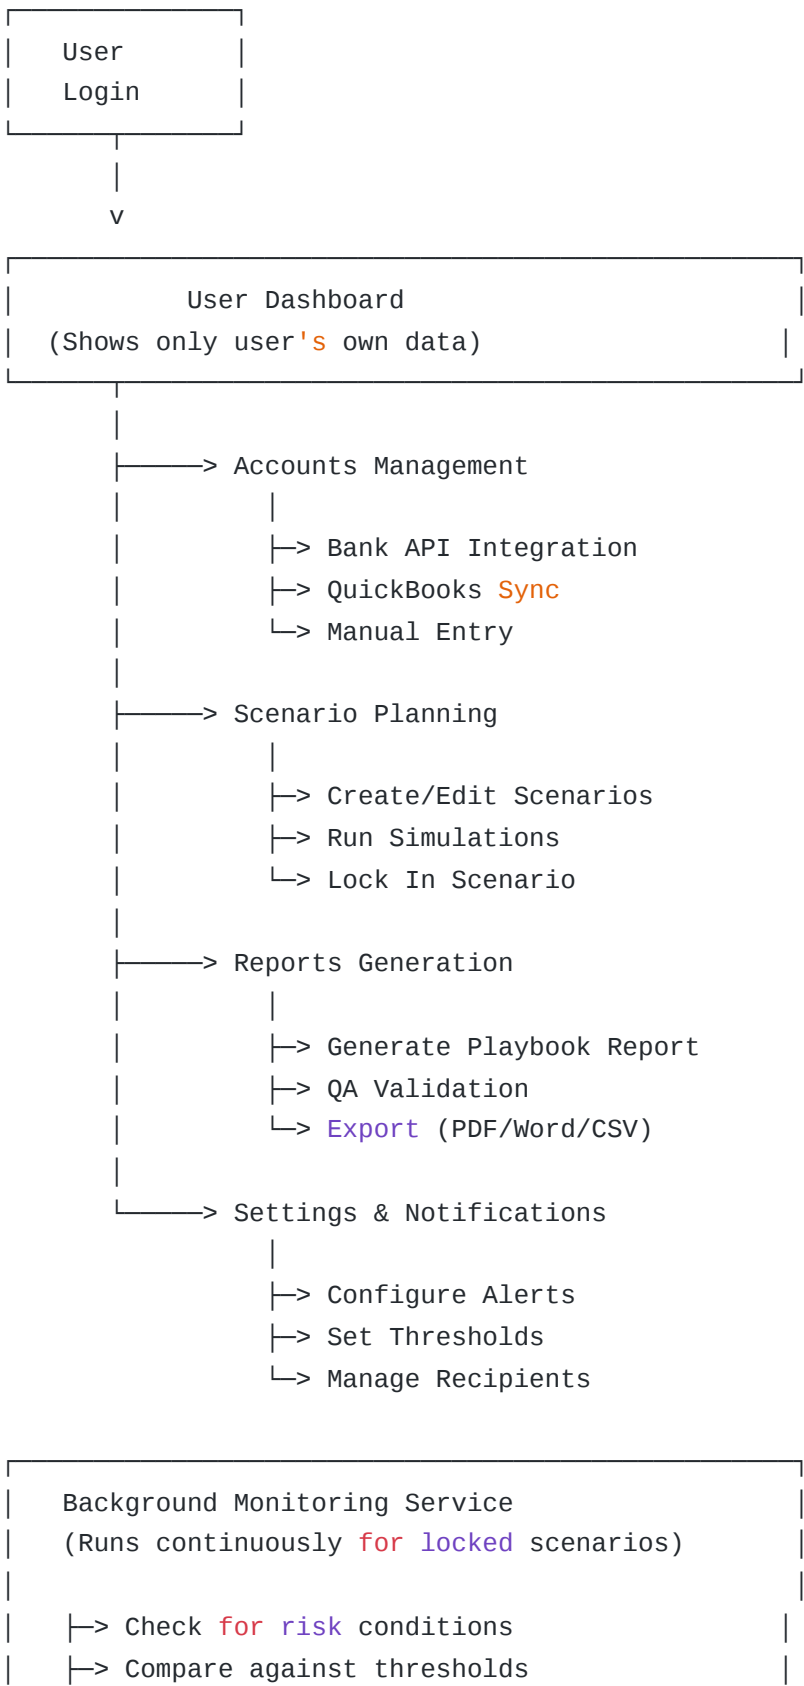 User
Login
v
User Dashboard
(Shows only user's own data)
> Accounts Management
> Bank API Integration
> QuickBooks Sync
> Manual Entry
> Scenario Planning
> Create/Edit Scenarios
> Run Simulations
> Lock In Scenario
> Reports Generation
> Generate Playbook Report
> QA Validation
> Export (PDF/Word/CSV)
> Settings & Notifications
> Configure Alerts
> Set Thresholds
> Manage Recipients
Background Monitoring Service
(Runs continuously for locked scenarios)
> Check for risk conditions
> Compare against thresholds